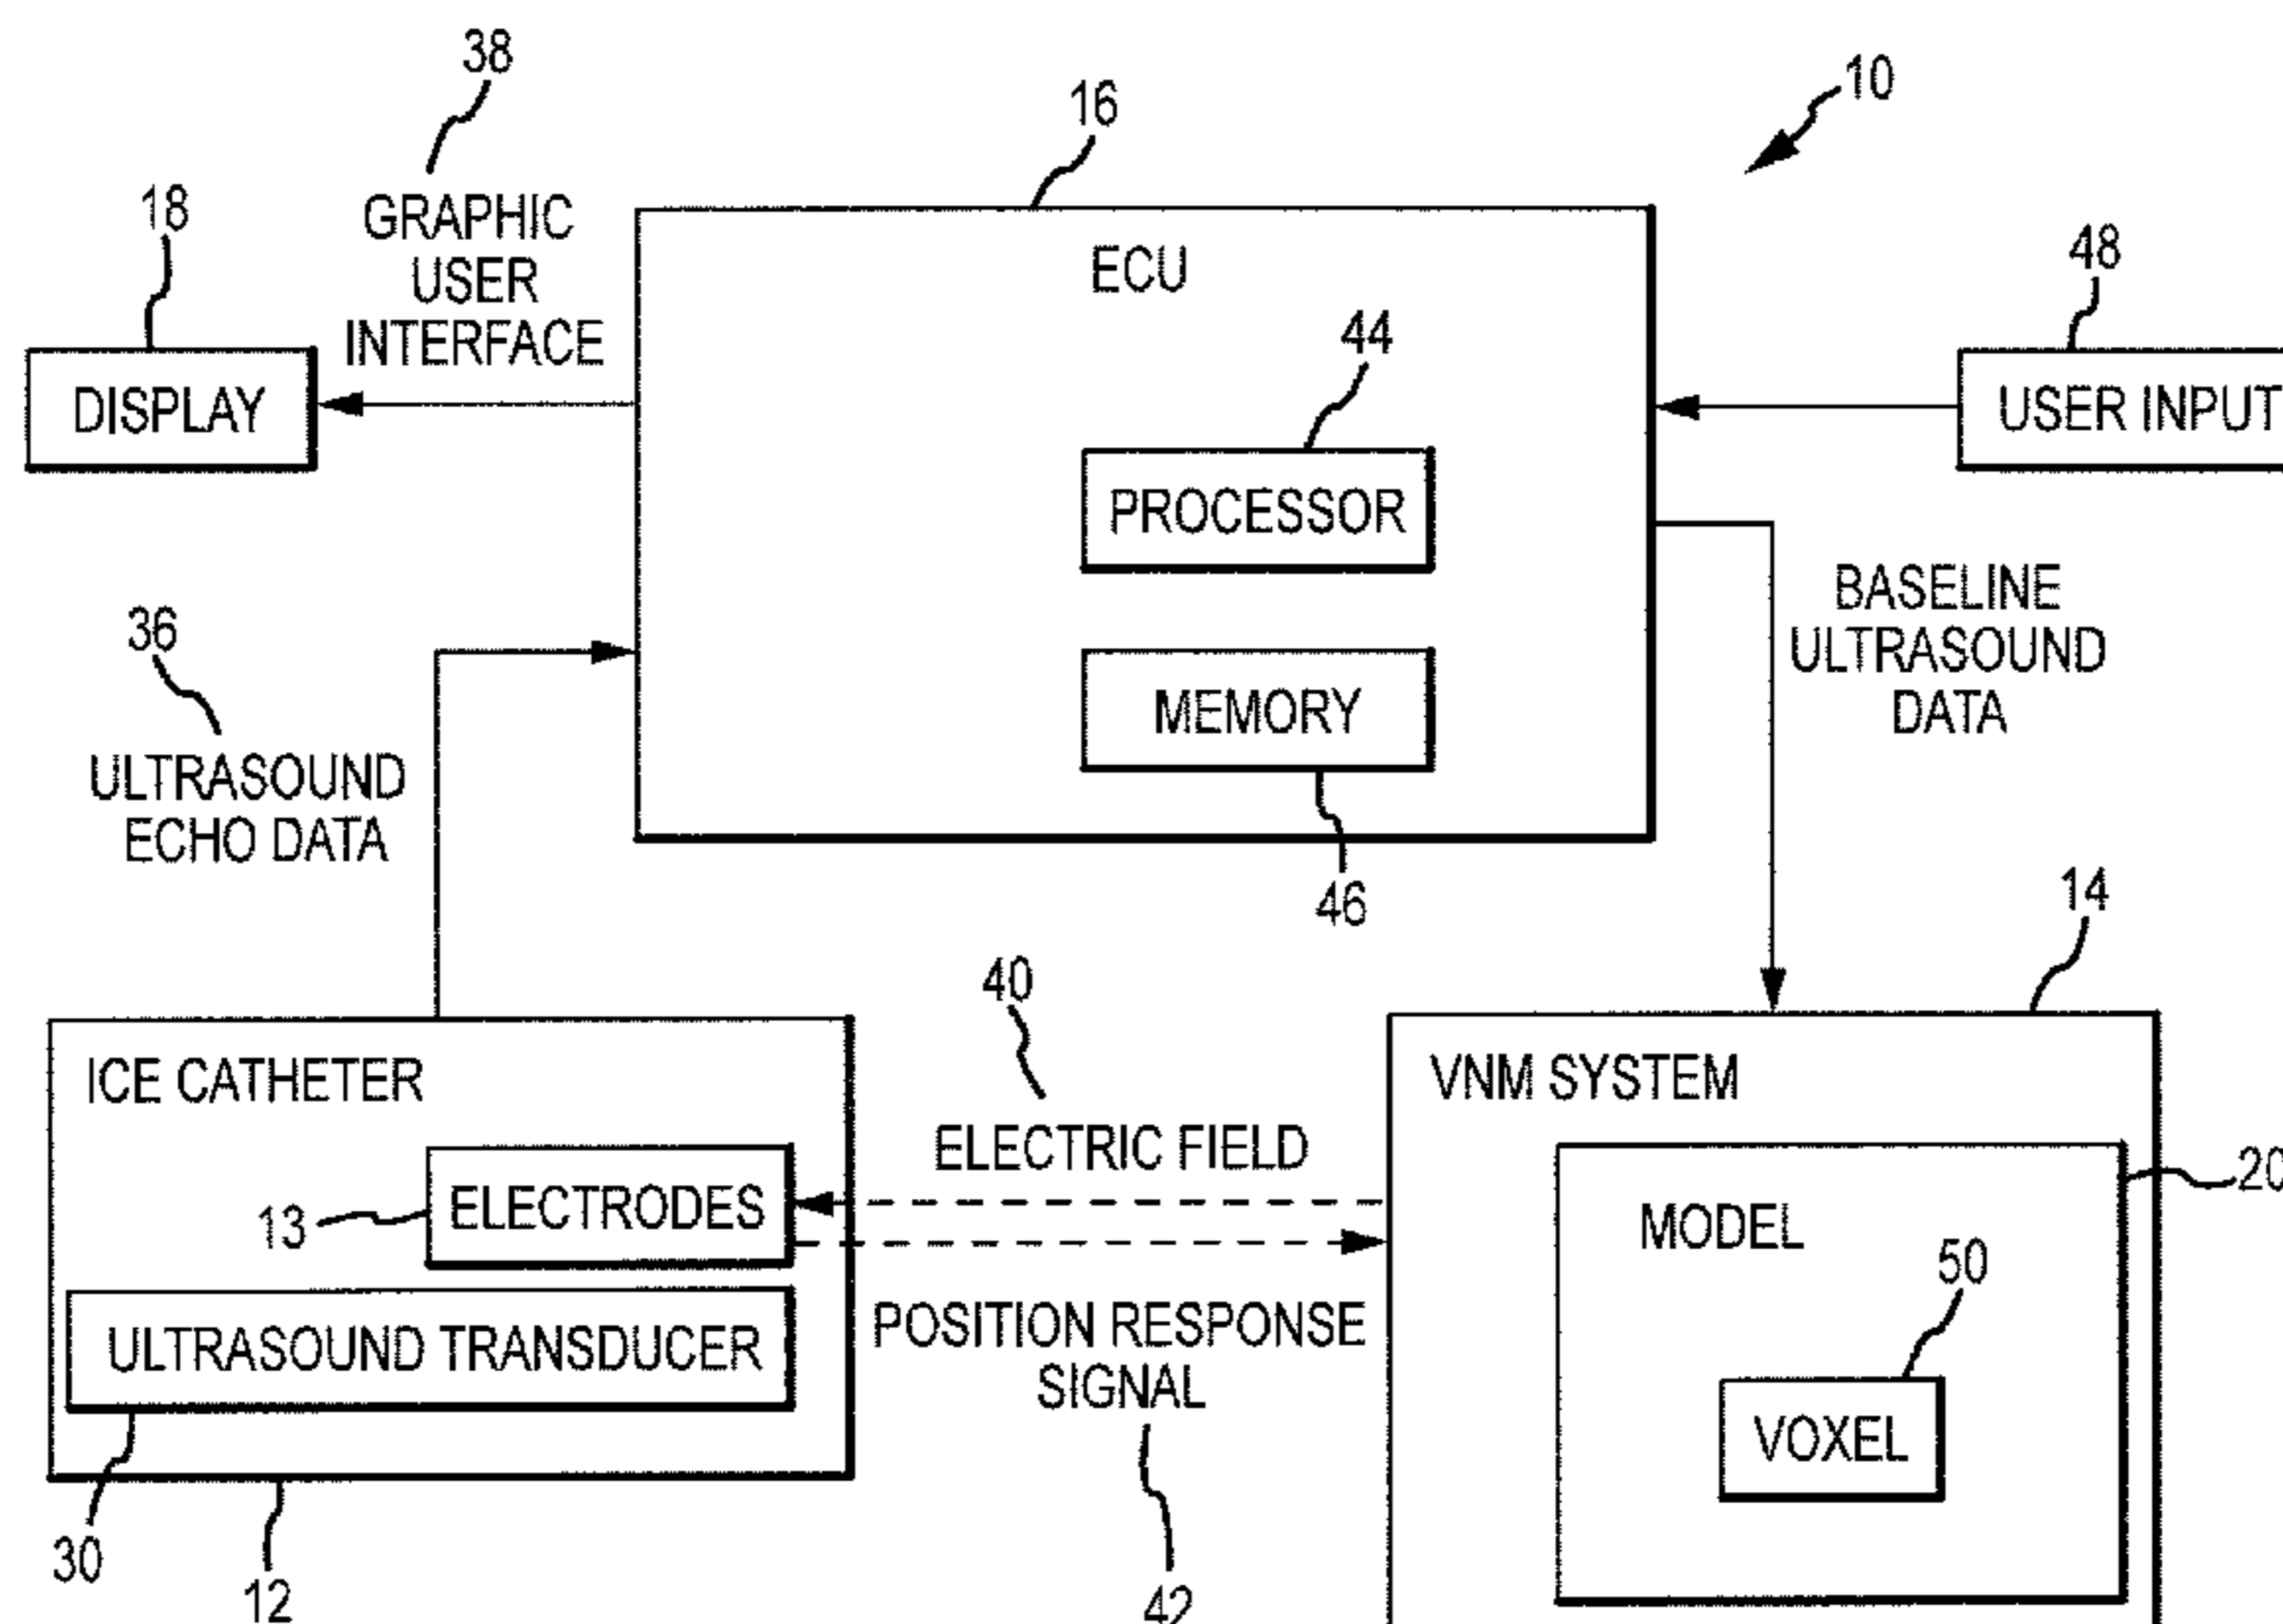 38
16
10
18
GRAPHIC
USER
INTERFACE
ECU
48
44
DISPLAY
USER INPUT
PROCESSOR
36
BASELINE
ULTRASOUND
DATA
MEMORY
ULTRASOUND
ECHO DATA
46
14
40
ICE CATHETER
VNM SYSTEM
ELECTRIC FIELD
20
13
ELECTRODES
MODEL
50
POSITION RESPONSE
SIGNAL
ULTRASOUND TRANSDUCER
VOXEL
30
12
42